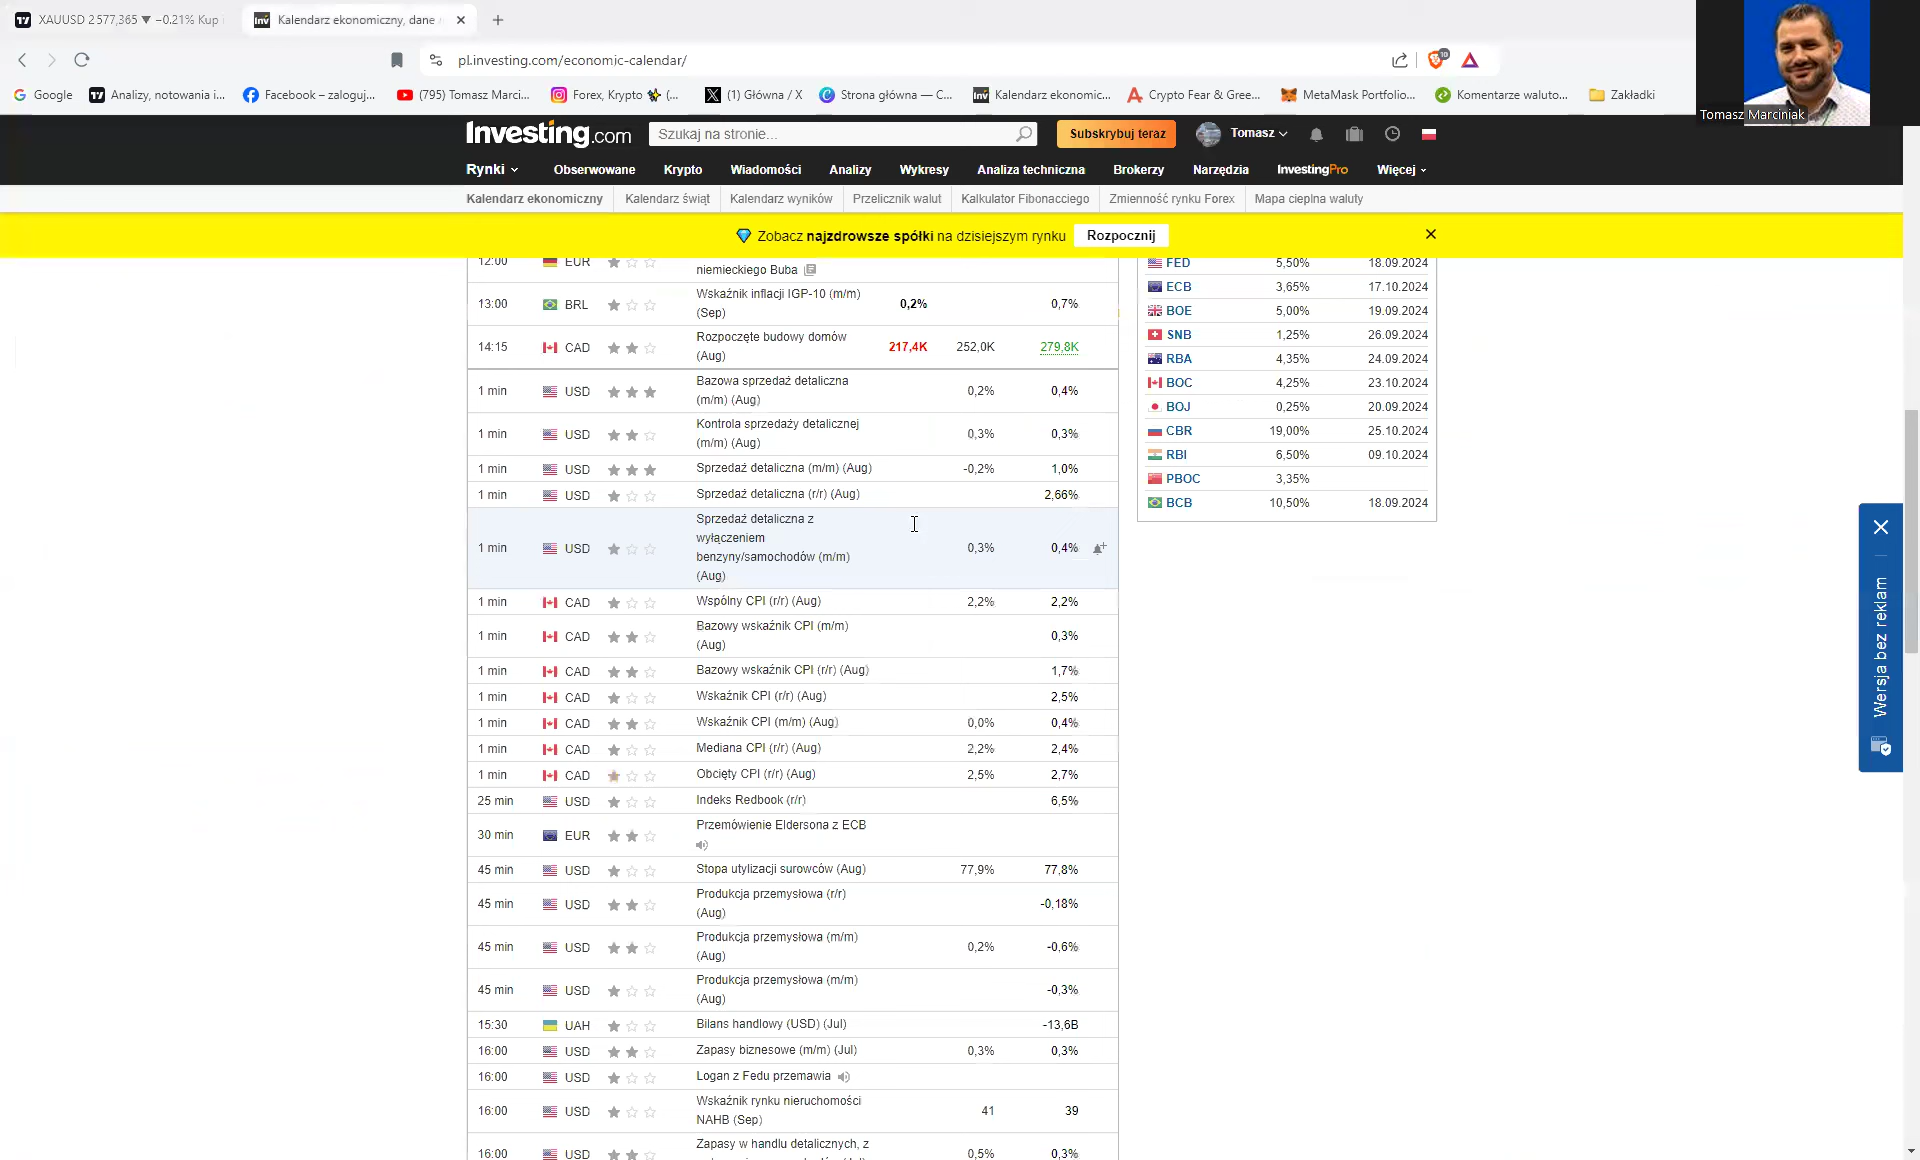 XAUUSD 2 577,365 ▼ −0.21% Kup i
Kalendarz ekonomiczny, dane
pl.investing.com/economic-calendar/
Google
Analizy, notowania i...
Facebook – zaloguj...
(795) Tomasz Marci...
Forex, Krypto (...
(1) Główna / X
Strona główna — C...
Kalendarz ekonomic...
Crypto Fear & Gree...
MetaMask Portfolio...
Komentarze waluto...
Zakładki
Tomasz Marciniak
Investing.com
Szukaj na stronie...
Subskrybuj teraz
Tomasz
Rynki
Obserwowane
Krypto
Wiadomości
Analizy
Wykresy
Analiza techniczna
Brokerzy
Narzędzia
InvestingPro
Więcej
Kalendarz ekonomiczny
Kalendarz świąt
Kalendarz wyników
Przelicznik walut
Kalkulator Fibonacciego
Zmienność rynku Forex
Mapa cieplna waluty
Zobacz najzdrowsze spółki na dzisiejszym rynku
Rozpocznij
12:00 EUR
niemieckiego Buba
13:00 BRL Wskaźnik inflacji IGP-10 (m/m) 0,2% 0,7%
(Sep)
14:15 CAD Rozpoczęte budowy domów 217,4K 252,0K 279,8K
(Aug)
1 min USD Bazowa sprzedaż detaliczna 0,2% 0,4%
(m/m) (Aug)
1 min USD Kontrola sprzedaży detalicznej 0,3% 0,3%
(m/m) (Aug)
1 min USD Sprzedaż detaliczna (m/m) (Aug) -0,2% 1,0%
1 min USD Sprzedaż detaliczna (r/r) (Aug) 2,66%
Sprzedaż detaliczna z
wyłączeniem
1 min USD benzyny/samochodów (m/m) 0,3% 0,4%
(Aug)
1 min CAD Wspólny CPI (r/r) (Aug) 2,2% 2,2%
1 min CAD Bazowy wskaźnik CPI (m/m) 0,3%
(Aug)
1 min CAD Bazowy wskaźnik CPI (r/r) (Aug) 1,7%
1 min CAD Wskaźnik CPI (r/r) (Aug) 2,5%
1 min CAD Wskaźnik CPI (m/m) (Aug) 0,0% 0,4%
1 min CAD Mediana CPI (r/r) (Aug) 2,2% 2,4%
1 min CAD Obcięty CPI (r/r) (Aug) 2,5% 2,7%
25 min USD Indeks Redbook (r/r) 6,5%
30 min EUR Przemówienie Eldersona z ECB
45 min USD Stopa utylizacji surowców (Aug) 77,9% 77,8%
45 min USD Produkcja przemysłowa (r/r) -0,18%
(Aug)
45 min USD Produkcja przemysłowa (m/m) 0,2% -0,6%
(Aug)
45 min USD Produkcja przemysłowa (m/m) -0,3%
(Aug)
15:30 UAH Bilans handlowy (USD) (Jul) -13,6B
16:00 USD Zapasy biznesowe (m/m) (Jul) 0,3% 0,3%
16:00 USD Logan z Fedu przemawia
16:00 USD Wskaźnik rynku nieruchomości 41 39
NAHB (Sep)
16:00 USD Zapasy w handlu detalicznych, z 0,5% 0,3%
FED 5,50% 18.09.2024
ECB 3,65% 17.10.2024
BOE 5,00% 19.09.2024
SNB 1,25% 26.09.2024
RBA 4,35% 24.09.2024
BOC 4,25% 23.10.2024
BOJ 0,25% 20.09.2024
CBR 19,00% 25.10.2024
RBI 6,50% 09.10.2024
PBOC 3,35%
BCB 10,50% 18.09.2024
Wersja bez reklam